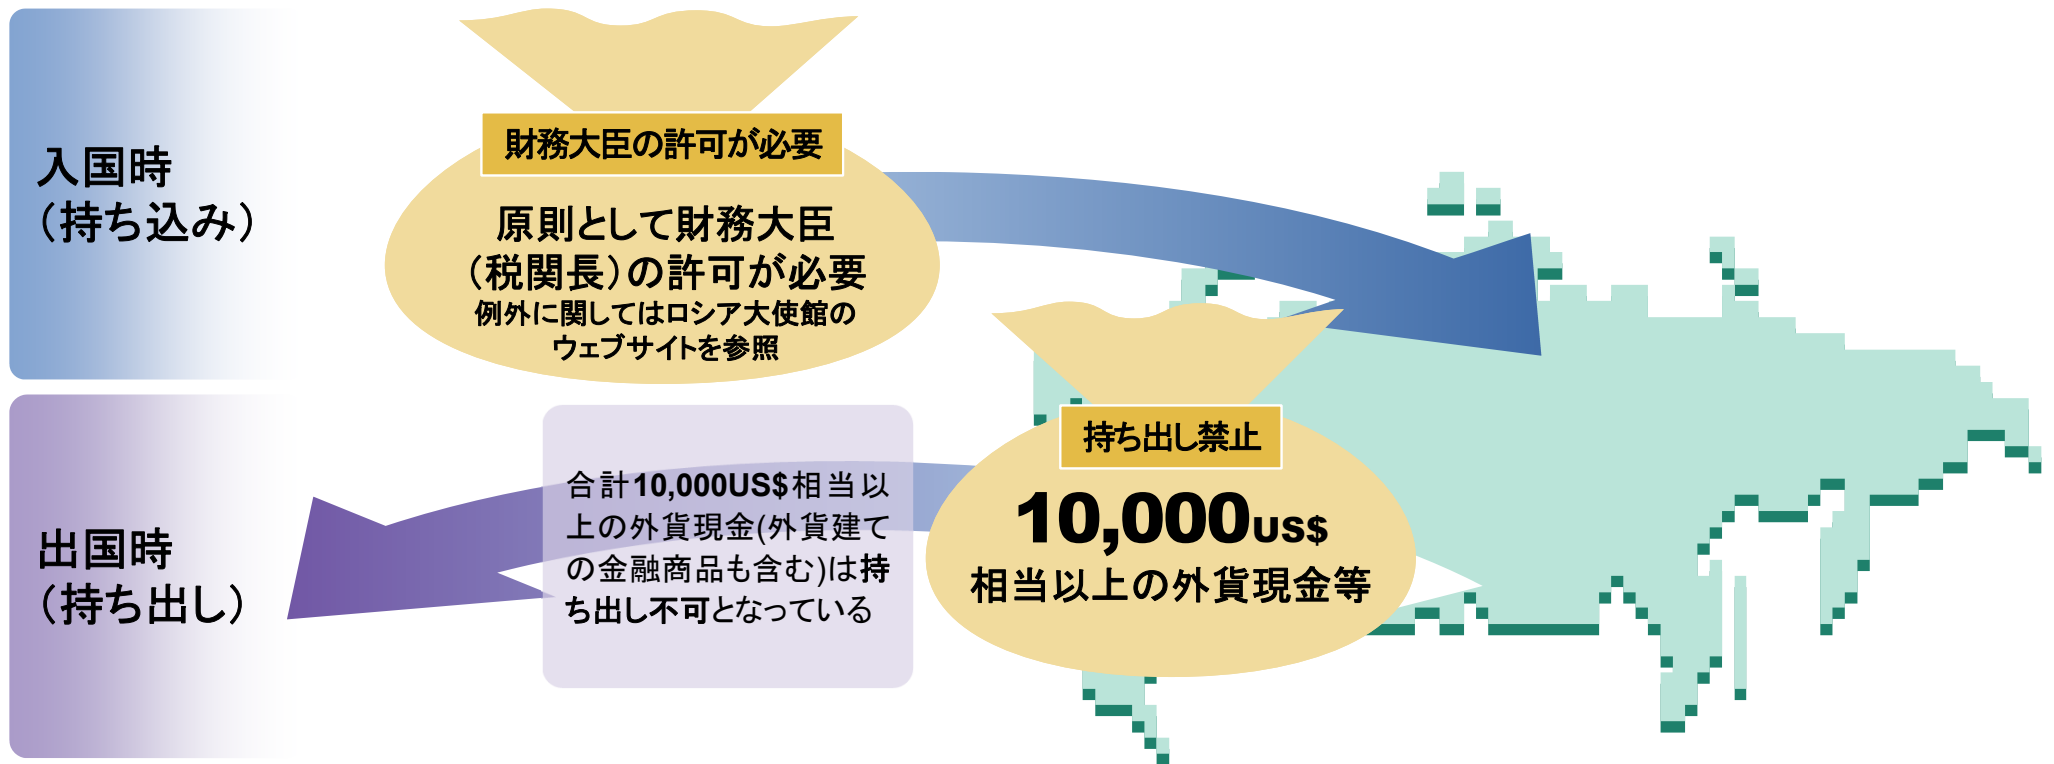 入国時
（持ち込み）
財務大臣の許可が必要
原則として財務大臣
（税関長）の許可が必要
例外に関してはロシア大使館の
ウェブサイトを参照
出国時
（持ち出し）
合計10,000US$相当以
上の外貨現金(外貨建て
の金融商品も含む)は持
ち出し不可となっている
持ち出し禁止
10,000US$
相当以上の外貨現金等